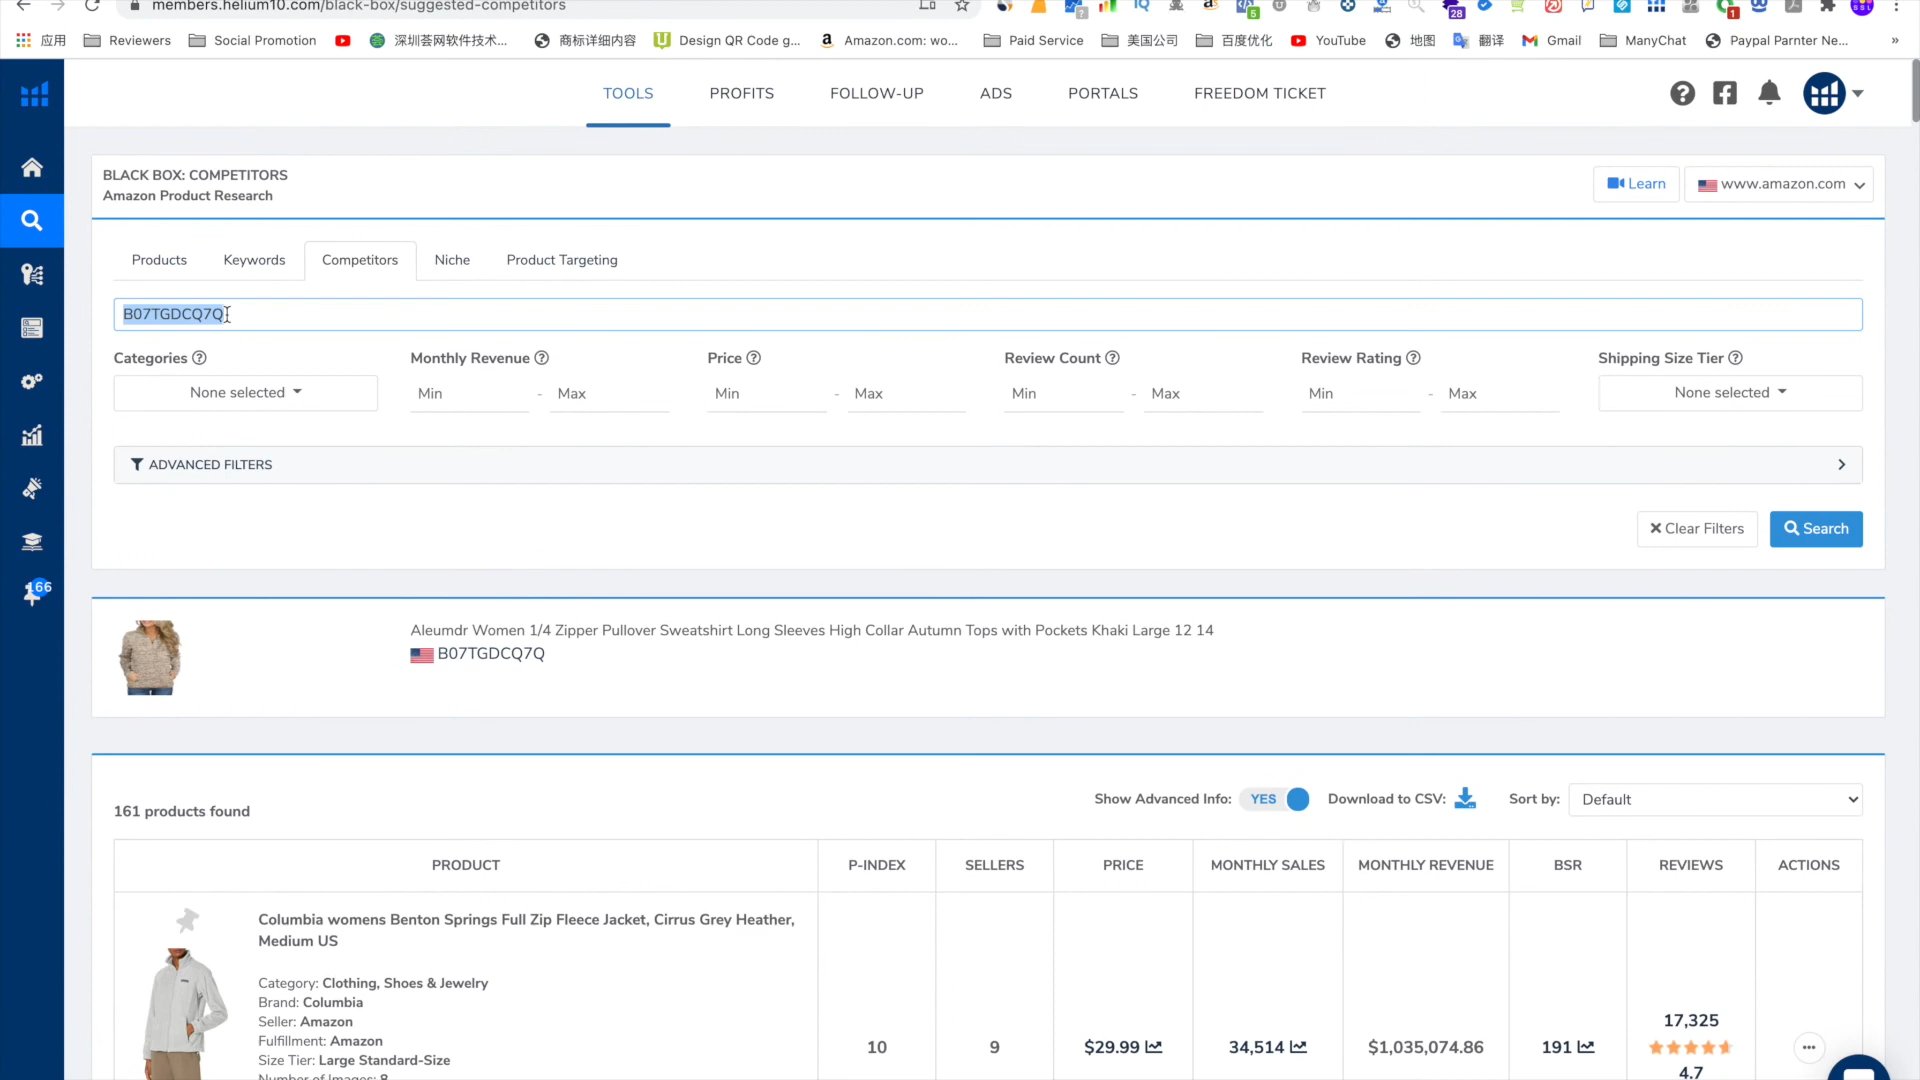 members.helium10.com/black-box/suggested-competitors
应用 Reviewers Social Promotion 深圳荟网软件技术... 商标详细内容 Design QR Code g... Amazon.com: wo... Paid Service 美国公司 百度优化 YouTube 地图 翻译 Gmail ManyChat Paypal Parnter Ne... »
TOOLS PROFITS FOLLOW-UP ADS PORTALS FREEDOM TICKET
BLACK BOX: COMPETITORS
Amazon Product Research
Learn www.amazon.com
Products Keywords Competitors Niche Product Targeting
B07TGDCQ7Q
Categories Monthly Revenue Price Review Count Review Rating Shipping Size Tier
None selected Min - Max Min - Max Min - Max Min - Max None selected
ADVANCED FILTERS
Clear Filters Search
166
Aleumdr Women 1/4 Zipper Pullover Sweatshirt Long Sleeves High Collar Autumn Tops with Pockets Khaki Large 12 14
B07TGDCQ7Q
161 products found Show Advanced Info: YES Download to CSV: Sort by: Default
PRODUCT P-INDEX SELLERS PRICE MONTHLY SALES MONTHLY REVENUE BSR REVIEWS ACTIONS
Columbia womens Benton Springs Full Zip Fleece Jacket, Cirrus Grey Heather,
Medium US
Category: Clothing, Shoes & Jewelry
Brand: Columbia
Seller: Amazon
Fulfillment: Amazon
Size Tier: Large Standard-Size
Number of Images: 8
10 9 $29.99 34,514 $1,035,074.86 191 17,325
4.7